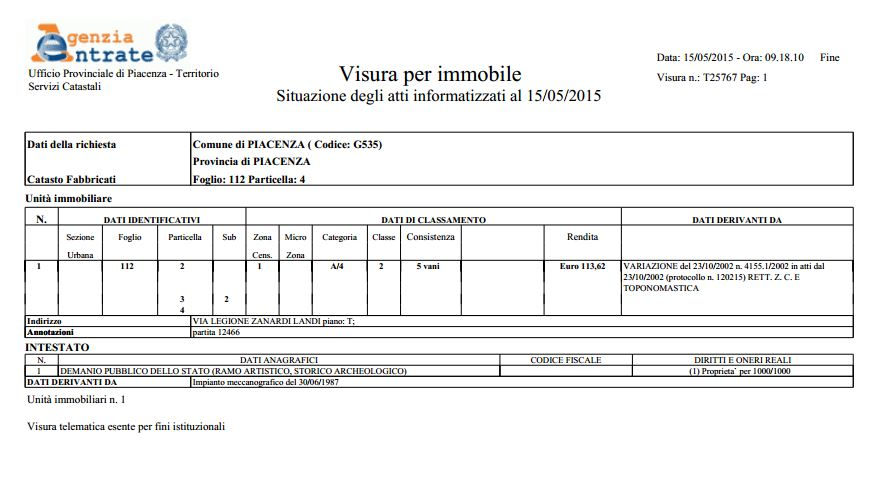 Agenzia
Entrate
Ufficio Provinciale di Piacenza - Territorio
Servizi Catastali
Visura per immobile
Situazione degli atti informatizzati al 15/05/2015
Data: 15/05/2015 - Ora: 09.18.10 Fine
Visura n.: T25767 Pag: 1
Dati della richiesta Comune di PIACENZA ( Codice: G535)
Provincia di PIACENZA
Catasto Fabbricati Foglio: 112 Particella: 4
Unità immobiliare
N. DATI IDENTIFICATIVI DATI DI CLASSAMENTO DATI DERIVANTI DA
Sezione Foglio Particella Sub Zona Micro Categoria Classe Consistenza Rendita
Urbana Cens. Zona
1 112 2 1 A/4 2 5 vani Euro 113,62 VARIAZIONE del 23/10/2002 n. 4155.1/2002 in atti dal
23/10/2002 (protocollo n. 120215) RETT. Z. C. E
TOPONOMASTICA
3 2
4
Indirizzo VIA LEGIONE ZANARDI LANDI piano: T;
Annotazioni partita 12466
INTESTATO
N. DATI ANAGRAFICI CODICE FISCALE DIRITTI E ONERI REALI
1 DEMANIO PUBBLICO DELLO STATO (RAMO ARTISTICO, STORICO ARCHEOLOGICO) (1) Proprieta` per 1000/1000
DATI DERIVANTI DA Impianto meccanografico del 30/06/1987
Unità immobiliari n. 1
Visura telematica esente per fini istituzionali